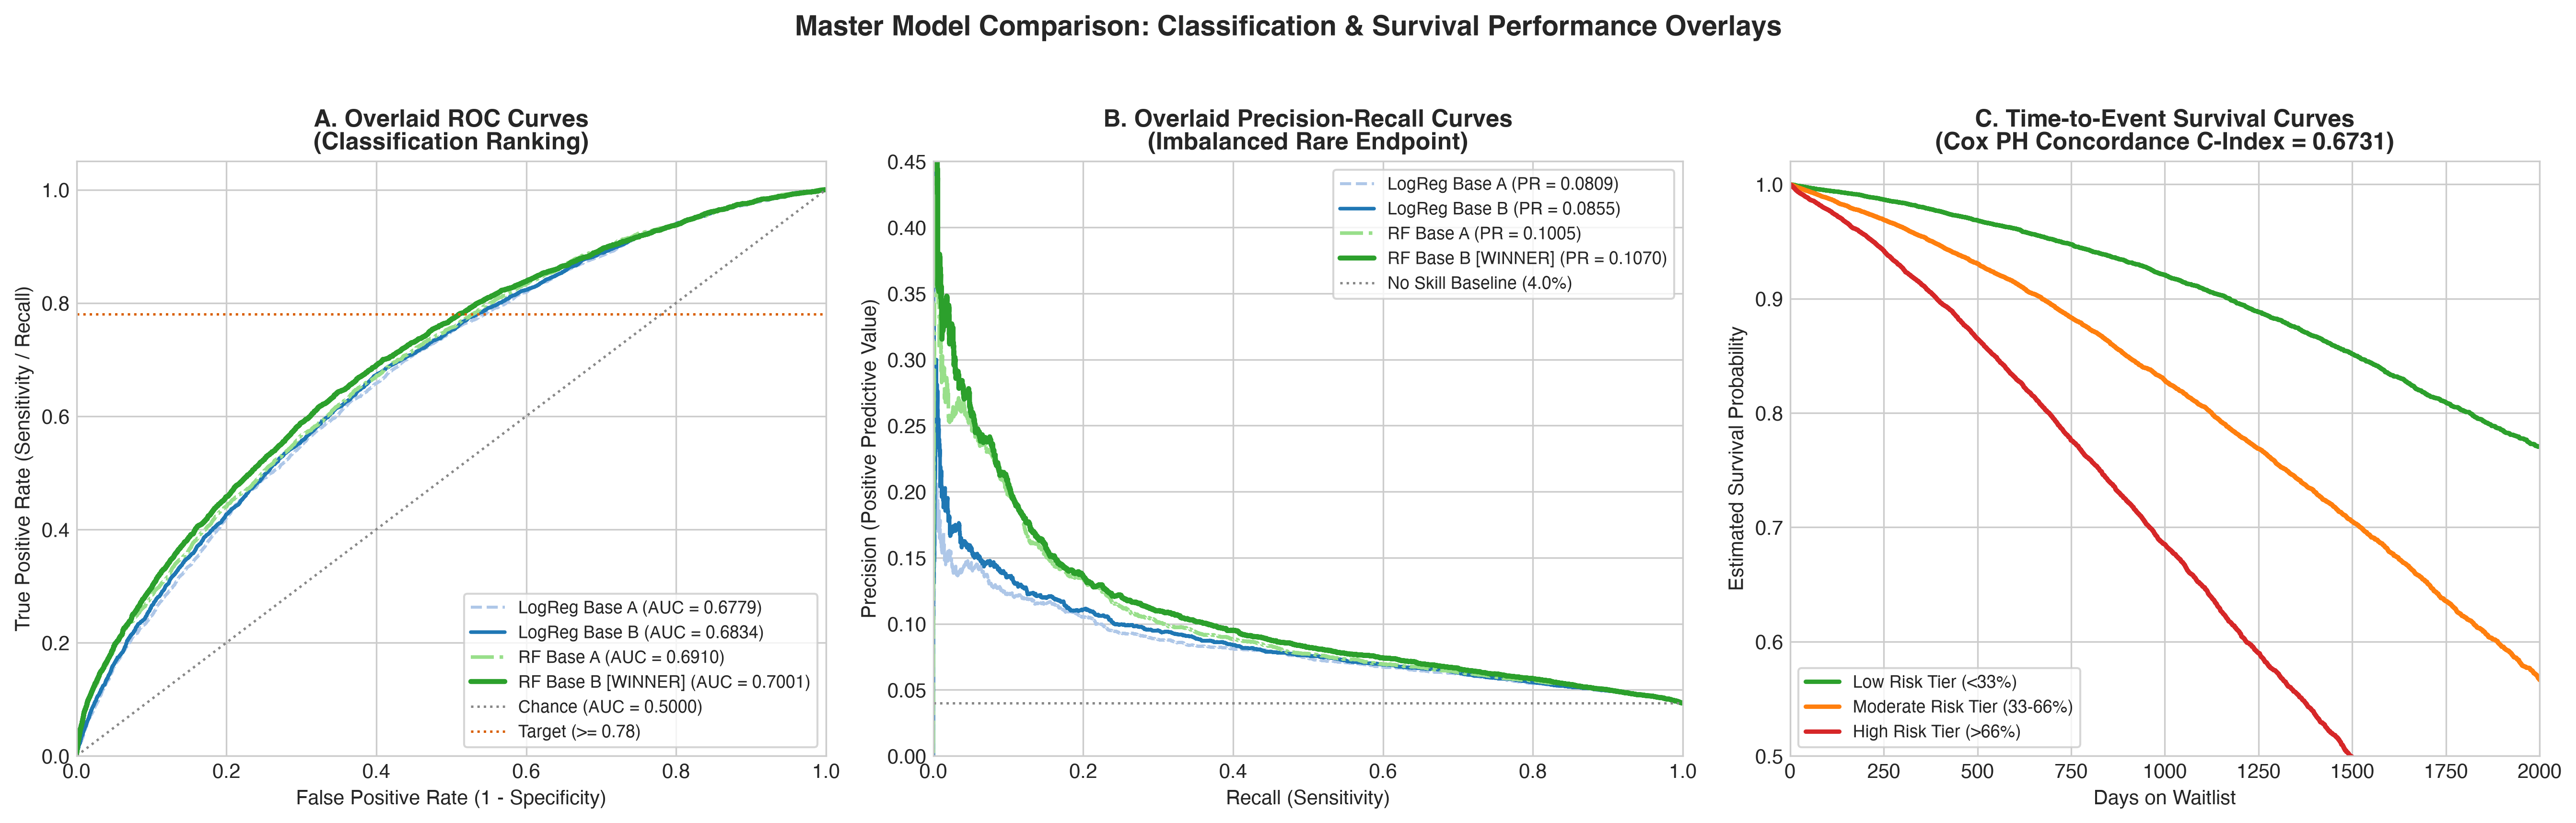 Master Model Comparison: Classification & Survival Performance Overlays
A. Overlaid ROC Curves
(Classification Ranking)
True Positive Rate (Sensitivity / Recall)
1.0
0.8
0.6
0.4
0.2
0.0
LogReg Base A (AUC = 0.6779)
LogReg Base B (AUC = 0.6834)
RF Base A (AUC = 0.6910)
RF Base B [WINNER] (AUC = 0.7001)
Chance (AUC = 0.5000)
Target (>= 0.78)
0.0 0.2 0.4 0.6 0.8 1.0
False Positive Rate (1 - Specificity)
B. Overlaid Precision-Recall Curves
(Imbalanced Rare Endpoint)
Precision (Positive Predictive Value)
0.45
0.40
0.35
0.30
0.25
0.20
0.15
0.10
0.05
0.00
LogReg Base A (PR = 0.0809)
LogReg Base B (PR = 0.0855)
RF Base A (PR = 0.1005)
RF Base B [WINNER] (PR = 0.1070)
No Skill Baseline (4.0%)
0.0 0.2 0.4 0.6 0.8 1.0
Recall (Sensitivity)
C. Time-to-Event Survival Curves
(Cox PH Concordance C-Index = 0.6731)
Estimated Survival Probability
1.0
0.9
0.8
0.7
0.6
0.5
Low Risk Tier (<33%)
Moderate Risk Tier (33-66%)
High Risk Tier (>66%)
0 250 500 750 1000 1250 1500 1750 2000
Days on Waitlist